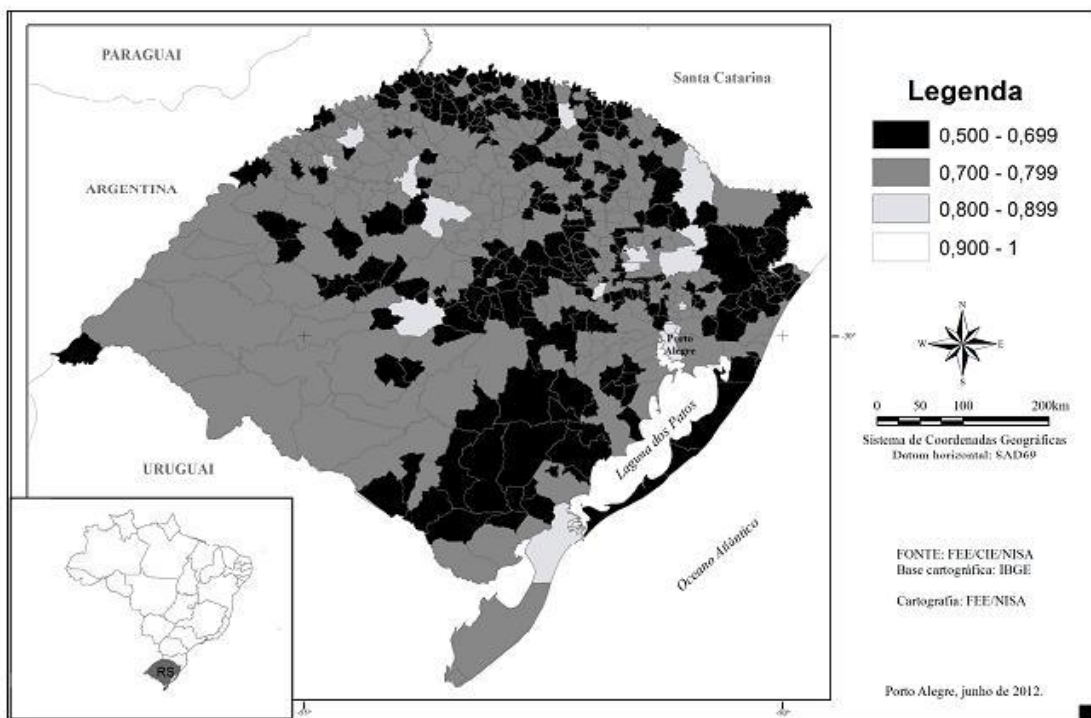 PARAGUAI
Santa Catarina
ARGENTINA
Porto
Alegre
Laguna dos Patos
URUGUAI
Oceano Atlântico
RS
Legenda
0,500 - 0,699
0,700 - 0,799
0,800 - 0,899
0,900 - 1
N
W
E
S
0 50 100 200km
Sistema de Coordenadas Geográficas
Datum horizontal: SAD69
FONTE: FEE/CIE/NISA
Base cartográfica: IBGE
Cartografia: FEE/NISA
Porto Alegre, junho de 2012.